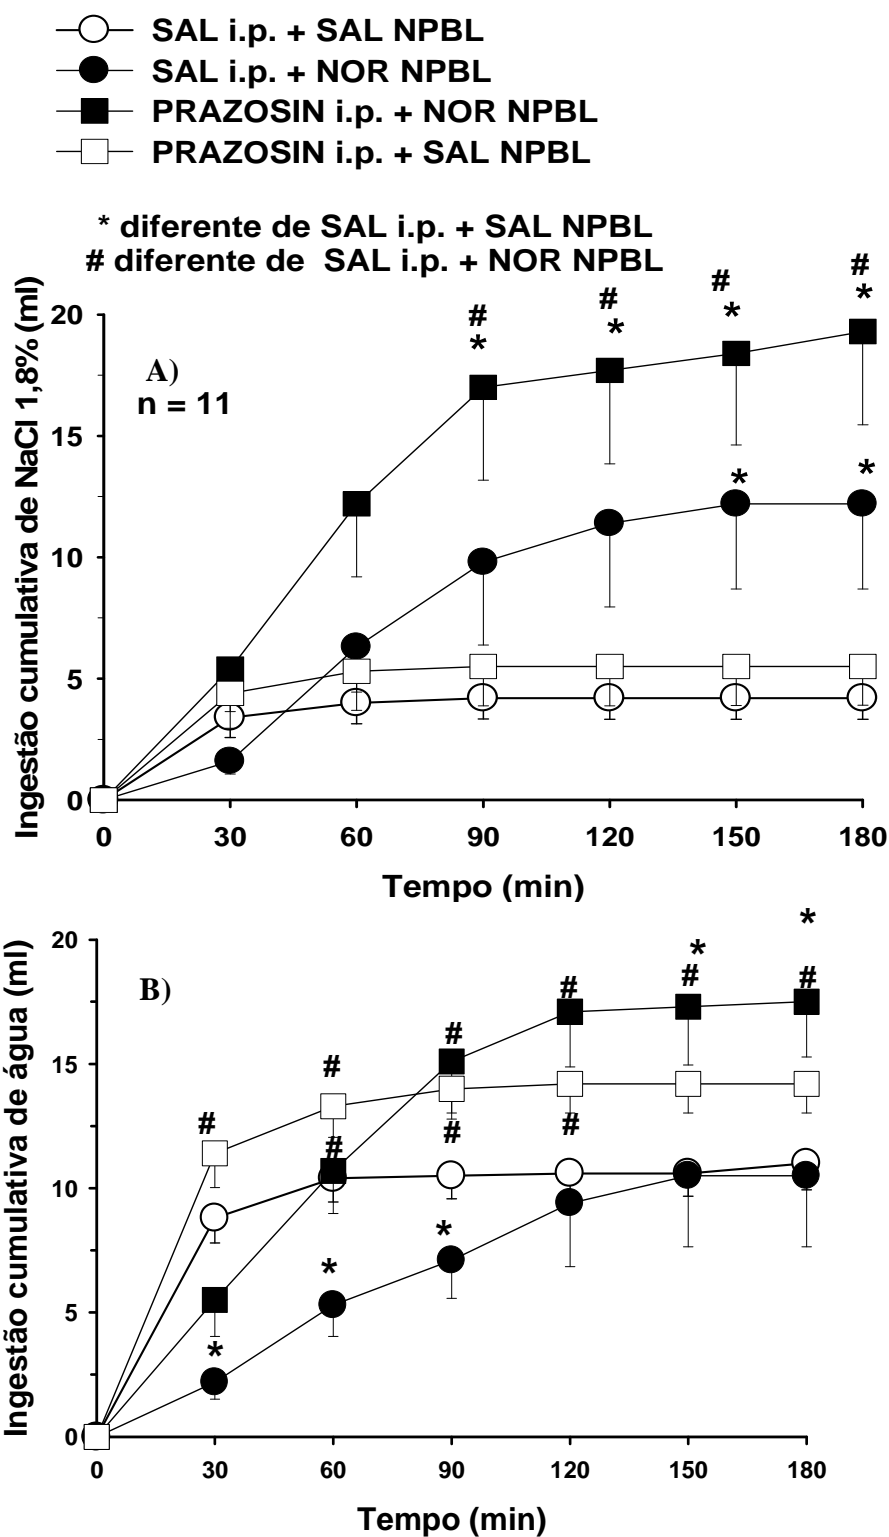 SAL i.p. + SAL NPBL
SAL i.p. + NOR NPBL
PRAZOSIN i.p. + NOR NPBL
PRAZOSIN i.p. + SAL NPBL
* diferente de SAL i.p. + SAL NPBL
# diferente de SAL i.p. + NOR NPBL
Ingestão cumulativa de NaCl 1,8% (ml)
20
15
10
5
0
A)
n = 11
# # # #
* * * *
* *
0 30 60 90 120 150 180
Tempo (min)
Ingestão cumulativa de água (ml)
20
15
10
5
0
B)
* *
# # # # #
# #
# # #
* * *
0 30 60 90 120 150 180
Tempo (min)